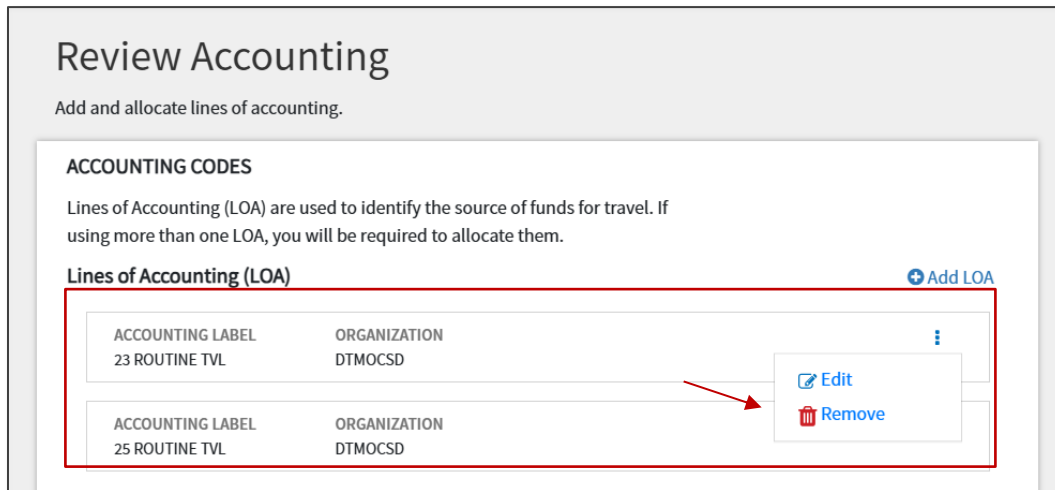 Review Accounting
Add and allocate lines of accounting.
ACCOUNTING CODES
Lines of Accounting (LOA) are used to identify the source of funds for travel. If
using more than one LOA, you will be required to allocate them.
Lines of Accounting (LOA)
Add LOA
ACCOUNTING LABEL ORGANIZATION
23 ROUTINE TVL DTMOCSD
Edit
Remove
ACCOUNTING LABEL ORGANIZATION
25 ROUTINE TVL DTMOCSD